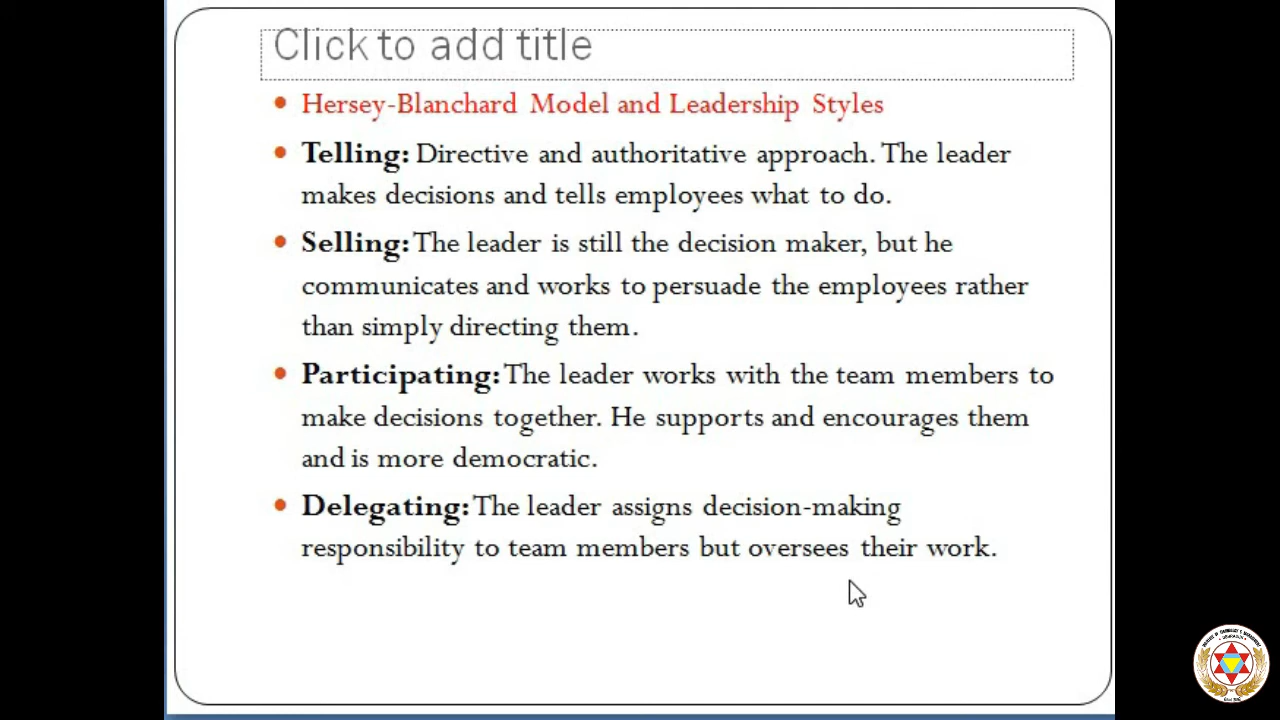 Click to add title
Hersey-Blanchard Model and Leadership Styles
Telling: Directive and authoritative approach. The leader
makes decisions and tells employees what to do.
Selling: The leader is still the decision maker, but he
communicates and works to persuade the employees rather
than simply directing them.
Participating: The leader works with the team members to
make decisions together. He supports and encourages them
and is more democratic.
Delegating: The leader assigns decision-making
responsibility to team members but oversees their work.